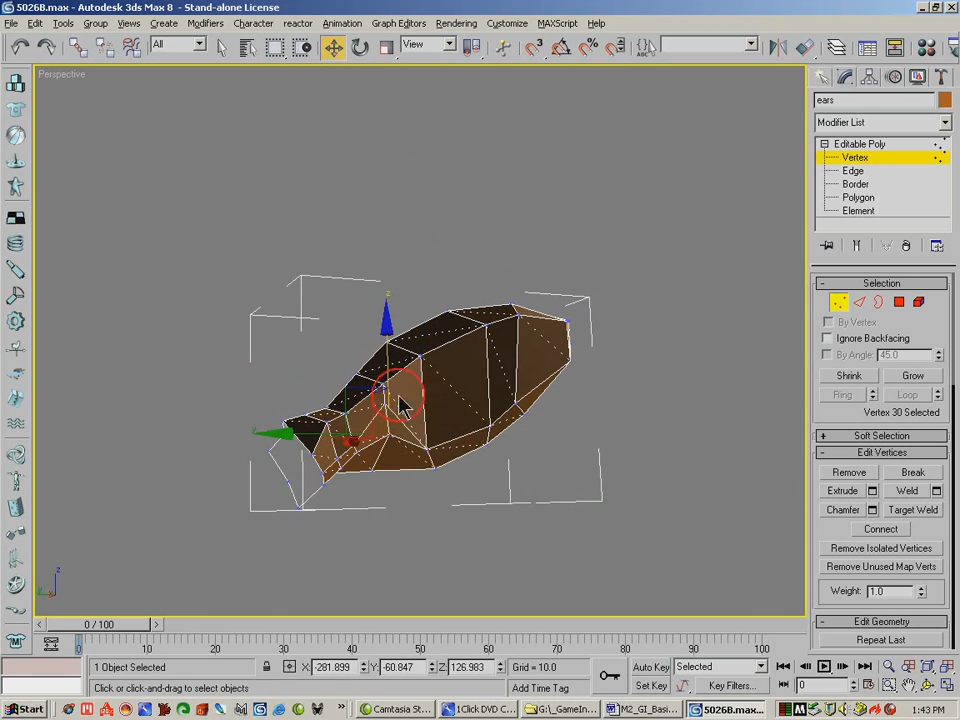 5026B.max - Autodesk 3ds Max 8 - Stand-alone License
File Edit Tools Group Views Create Modifiers Character reactor Animation Graph Editors Rendering Customize MAXScript Help
All View
Perspective
ears
Modifier List
Editable Poly
Vertex
Edge
Border
Polygon
Element
Selection
By Vertex
Ignore Backfacing
By Angle: 45.0
Shrink Grow
Ring Loop
Vertex 30 Selected
Soft Selection
Edit Vertices
Remove Break
Extrude Weld
Chamfer Target Weld
Connect
Remove Isolated Vertices
Remove Unused Map Verts
Weight: 1.0
Edit Geometry
Repeat Last
z
y
z
0 / 100
0 10 20 30 40 50 60 70 80 90 100
1 Object Selected X: -281.899 Y: -60.847 Z: 126.983 Grid = 10.0 Auto Key Selected
Click or click-and-drag to select objects Add Time Tag Set Key Key Filters... 0
Start Camtasia St... 1Click DVD C... G:\_GameIn... M2_GI_Basi... 5026B.max... 1:43 PM